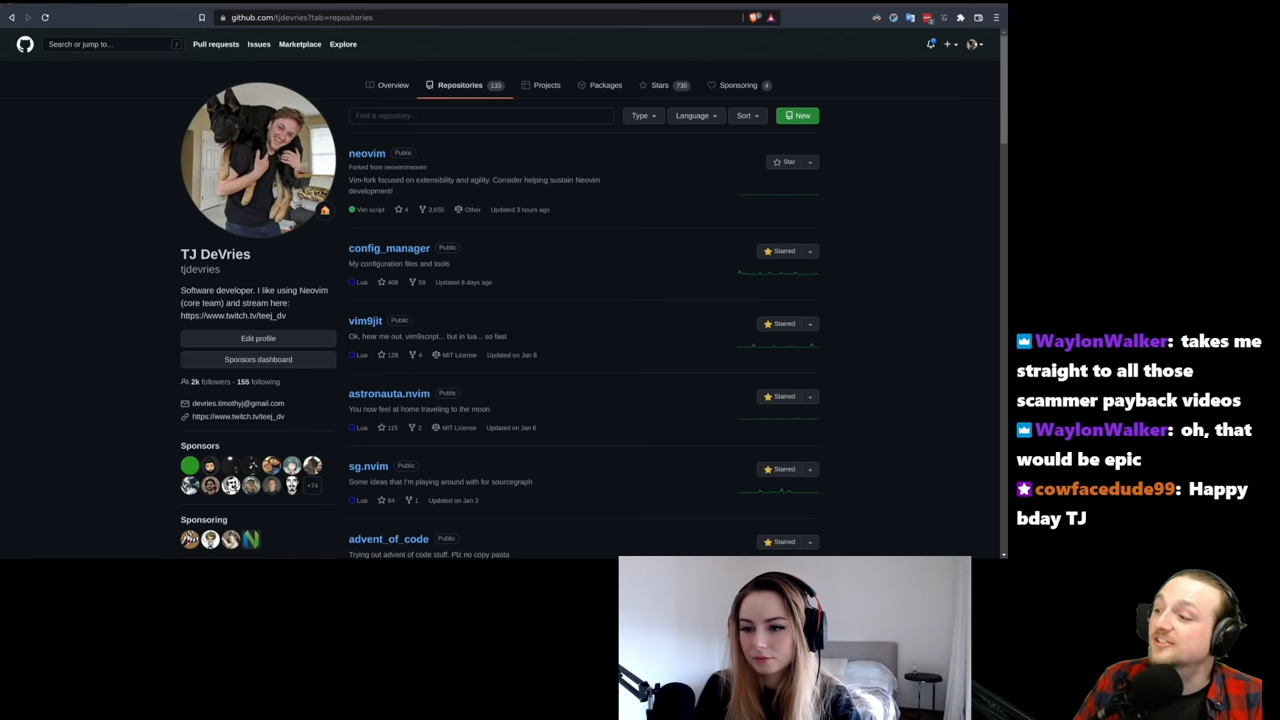 github.com/tjdevries?tab=repositories
Search or jump to…
/
Pull requests
Issues
Marketplace
Explore
Overview
Repositories 133
Projects
Packages
Stars 730
Sponsoring 4
Find a repository…
Type
Language
Sort
New
neovim Public
Star
Forked from neovim/neovim
Vim-fork focused on extensibility and agility. Consider helping sustain Neovim
development!
Vim script 4 3,655 Other Updated 3 hours ago
TJ DeVries
tjdevries
Software developer. I like using Neovim
(core team) and stream here:
https://www.twitch.tv/teej_dv
Edit profile
Sponsors dashboard
2k followers · 155 following
devries.timothyj@gmail.com
https://www.twitch.tv/teej_dv
Sponsors
+74
Sponsoring
config_manager Public
Starred
My configuration files and tools
Lua 408 59 Updated 6 days ago
vim9jit Public
Starred
Ok, hear me out. vim9script... but in lua... so fast
Lua 128 4 MIT License Updated on Jan 8
astronauta.nvim Public
Starred
You now feel at home traveling to the moon
Lua 115 2 MIT License Updated on Jan 6
sg.nvim Public
Starred
Some ideas that I'm playing around with for sourcegraph
Lua 84 1 Updated on Jan 3
advent_of_code Public
Starred
Trying out advent of code stuff. Plz no copy pasta
WaylonWalker: takes me
straight to all those
scammer payback videos
WaylonWalker: oh, that
would be epic
cowfacedude99: Happy
bday TJ